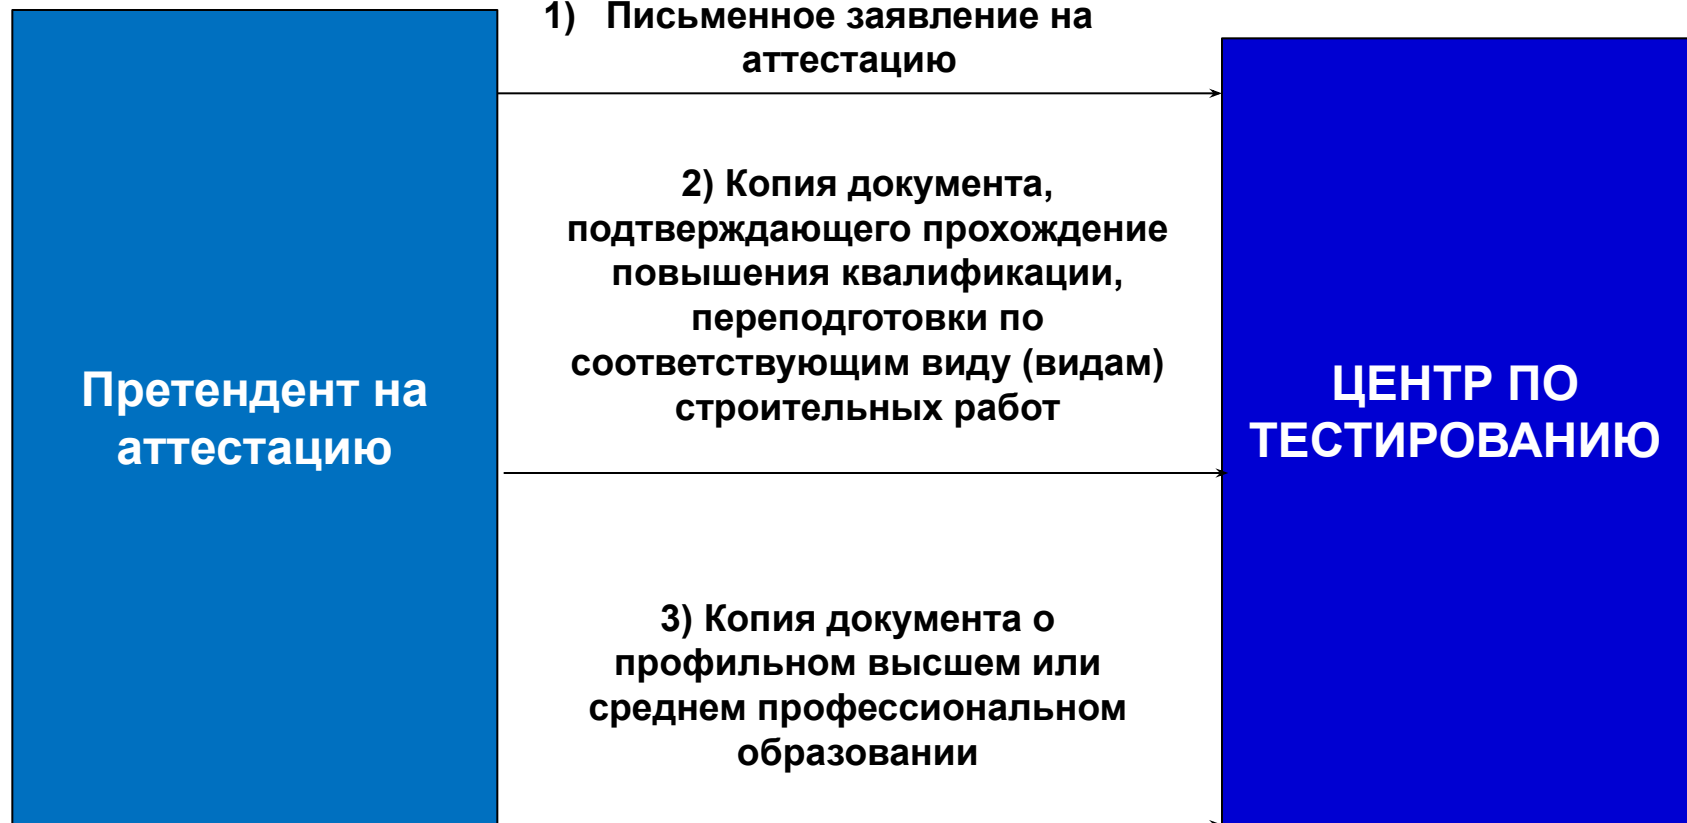 1) Письменное заявление на
аттестацию
2) Копия документа,
подтверждающего прохождение
повышения квалификации,
переподготовки по
соответствующим виду (видам)
строительных работ
Претендент на
аттестацию
ЦЕНТР ПО
ТЕСТИРОВАНИЮ
3) Копия документа о
профильном высшем или
среднем профессиональном
образовании